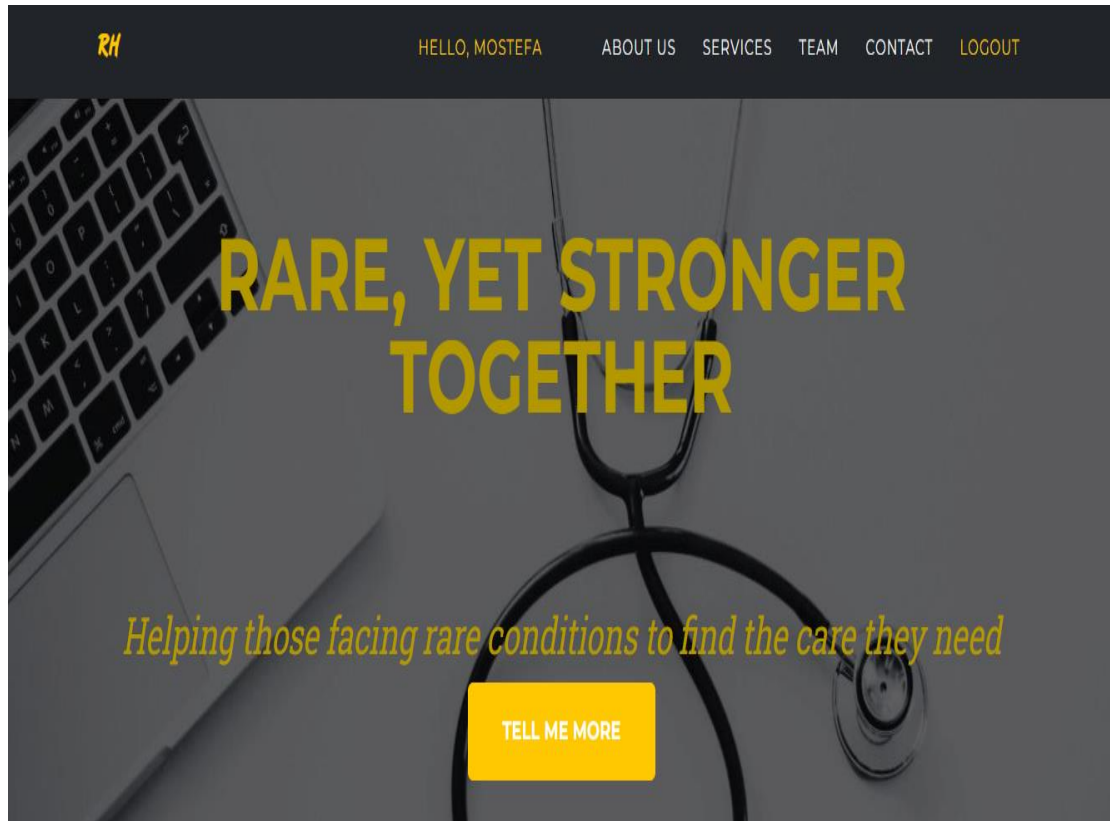 RH
HELLO, MOSTEFA ABOUT US SERVICES TEAM CONTACT LOGOUT
RARE, YET STRONGER
TOGETHER
Helping those facing rare conditions to find the care they need
TELL ME MORE